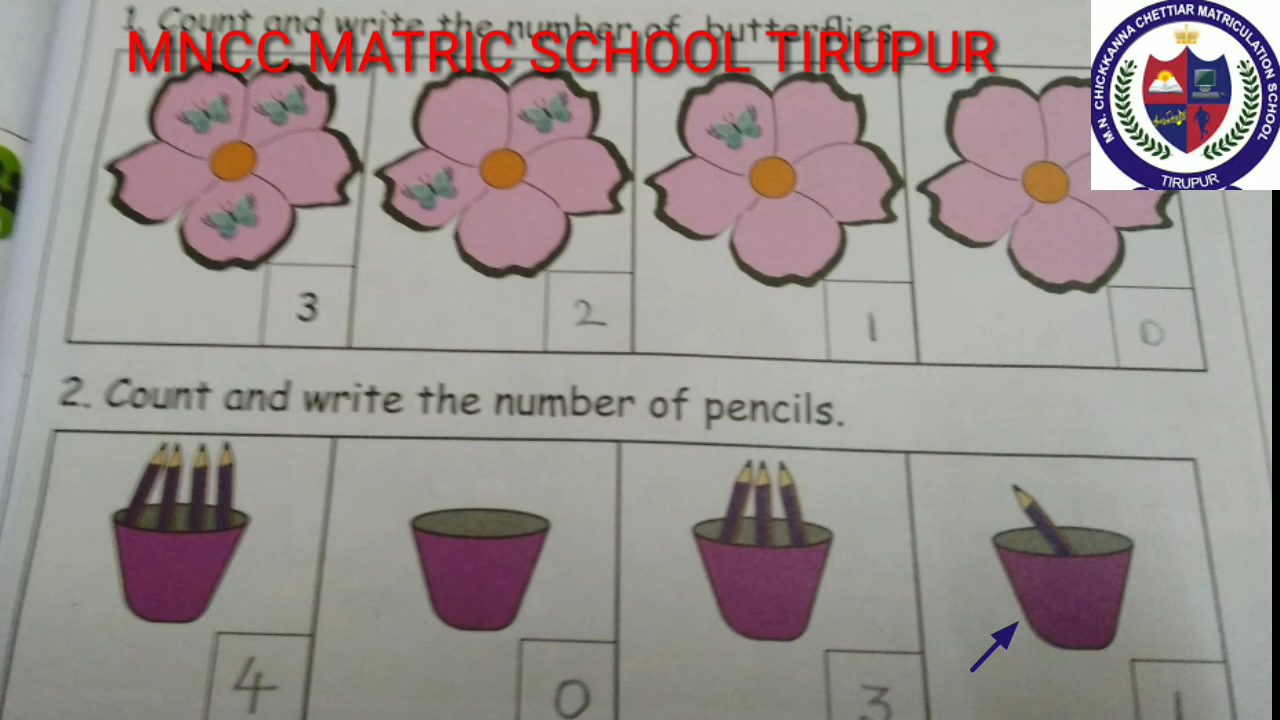 1. Count and write the number of butterflies.
MNCC MATRIC SCHOOL TIRUPUR
M.N. CHICKKANNA CHETTIAR MATRICULATION SCHOOL
TIRUPUR
3 2 1 0
2. Count and write the number of pencils.
4 0 3 1